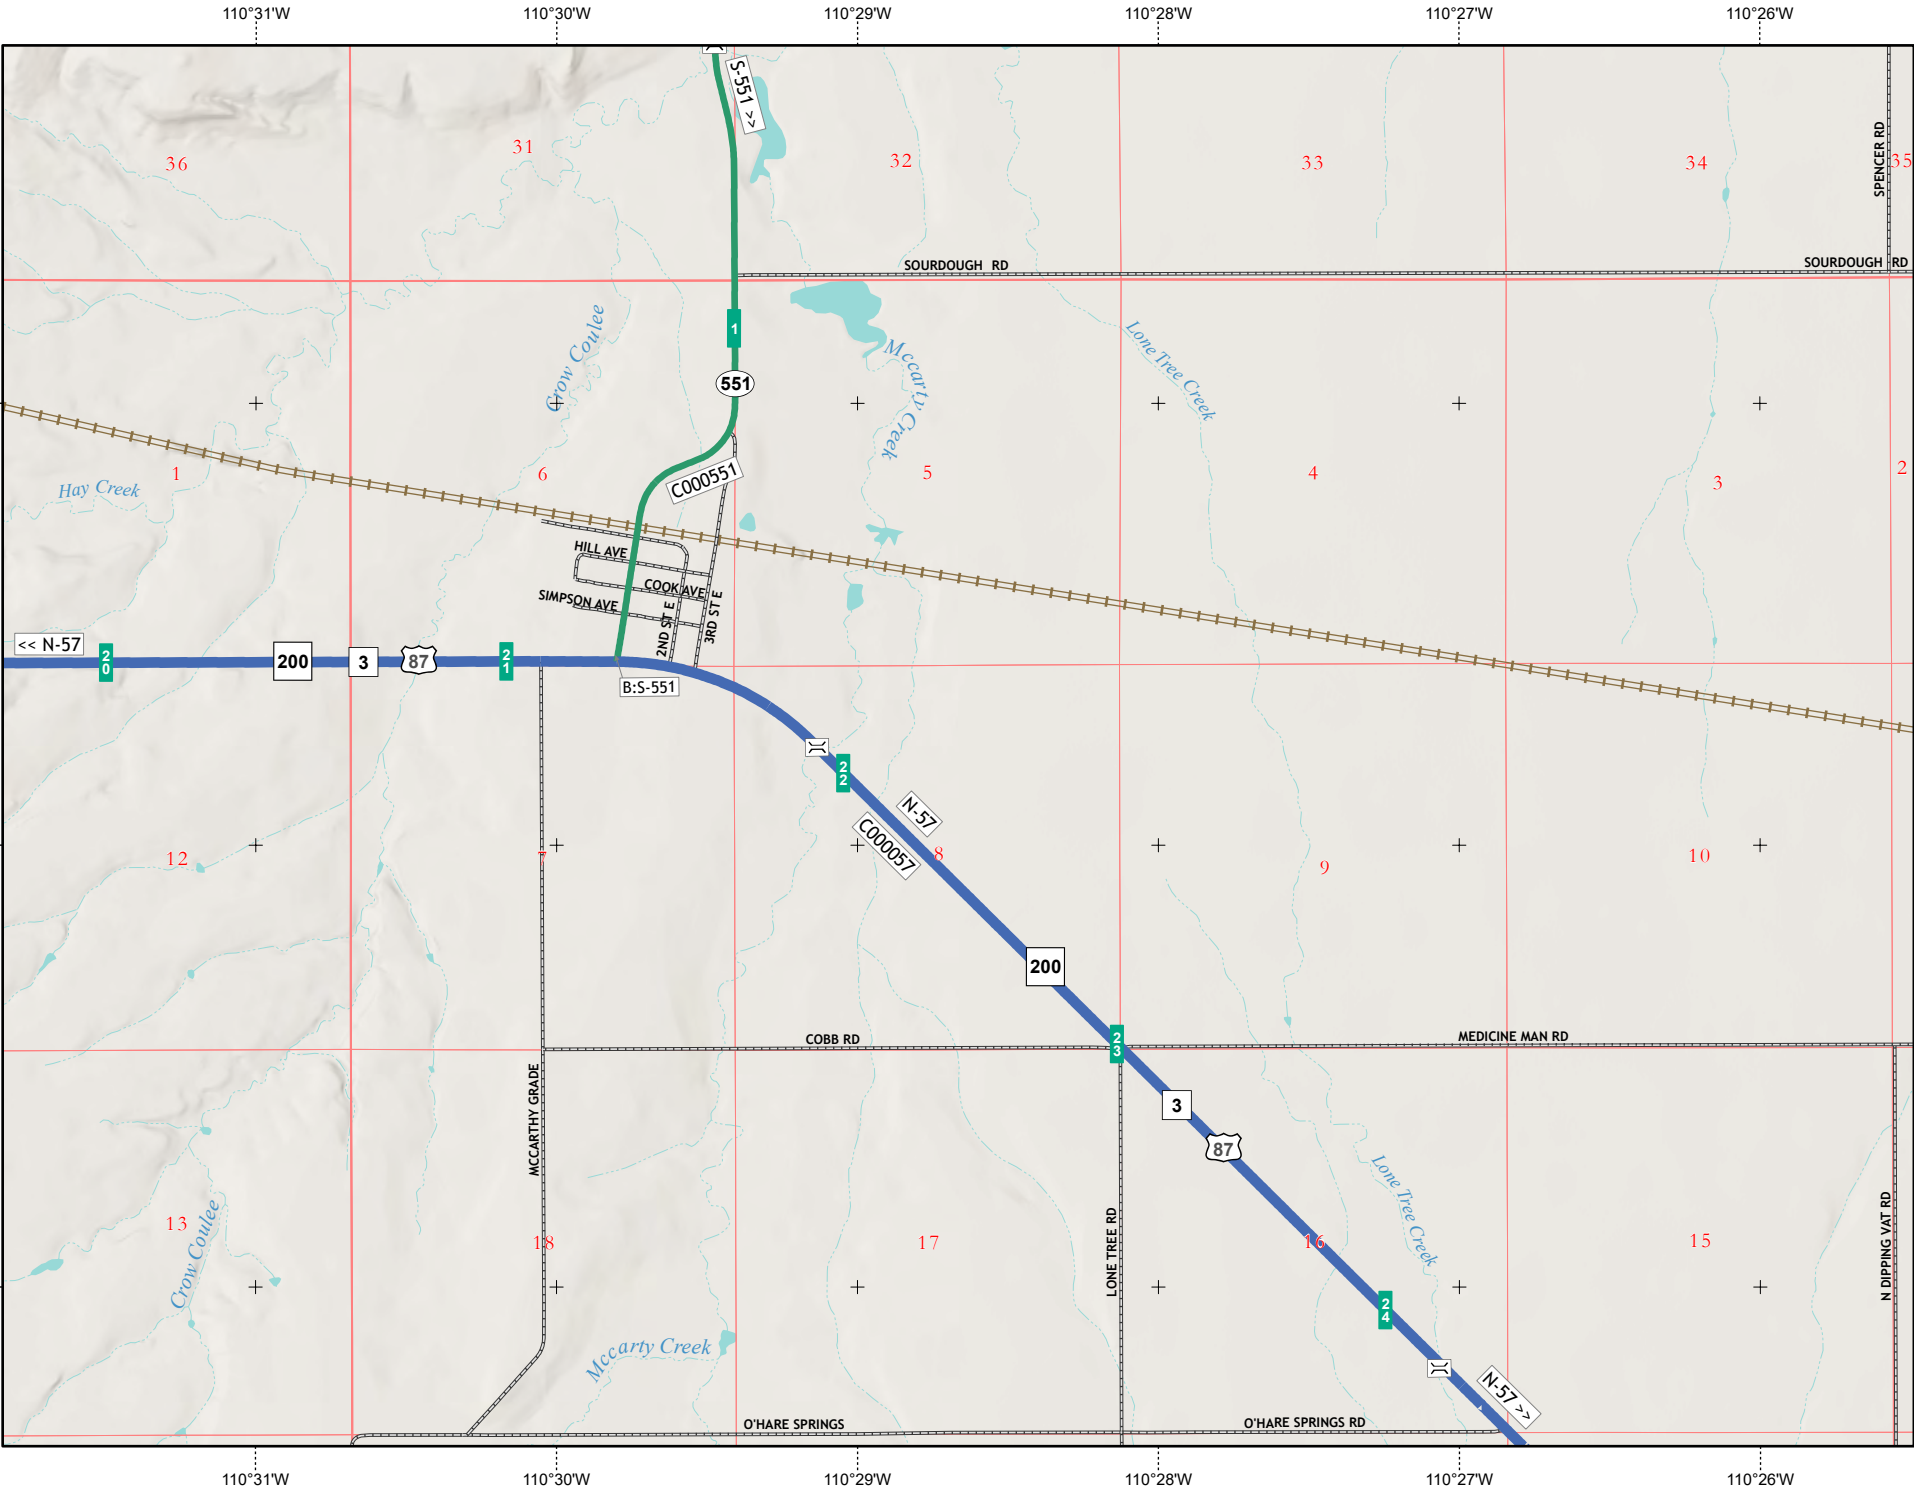 110°31'W
110°30'W
110°29'W
110°28'W
110°27'W
110°26'W
S-551 >>
36
31
32
33
34
35
SPENCER RD
SOURDOUGH RD
SOURDOUGH RD
1
Crow Coulee
Mccarty Creek
Lone Tree Creek
551
C000551
Hay Creek
1
6
5
4
3
2
HILL AVE
COOK AVE
SIMPSON AVE
2ND ST E
3RD ST E
<< N-57
20
200
3
87
21
B:S-551
22
N-57
C000057
12
7
8
9
10
200
COBB RD
23
MEDICINE MAN RD
MCCARTHY GRADE
3
87
Lone Tree Creek
13
Crow Coulee
18
17
LONE TREE RD
16
15
N DIPPING VAT RD
24
Mccarty Creek
N-57 >>
O'HARE SPRINGS
O'HARE SPRINGS RD
110°31'W
110°30'W
110°29'W
110°28'W
110°27'W
110°26'W